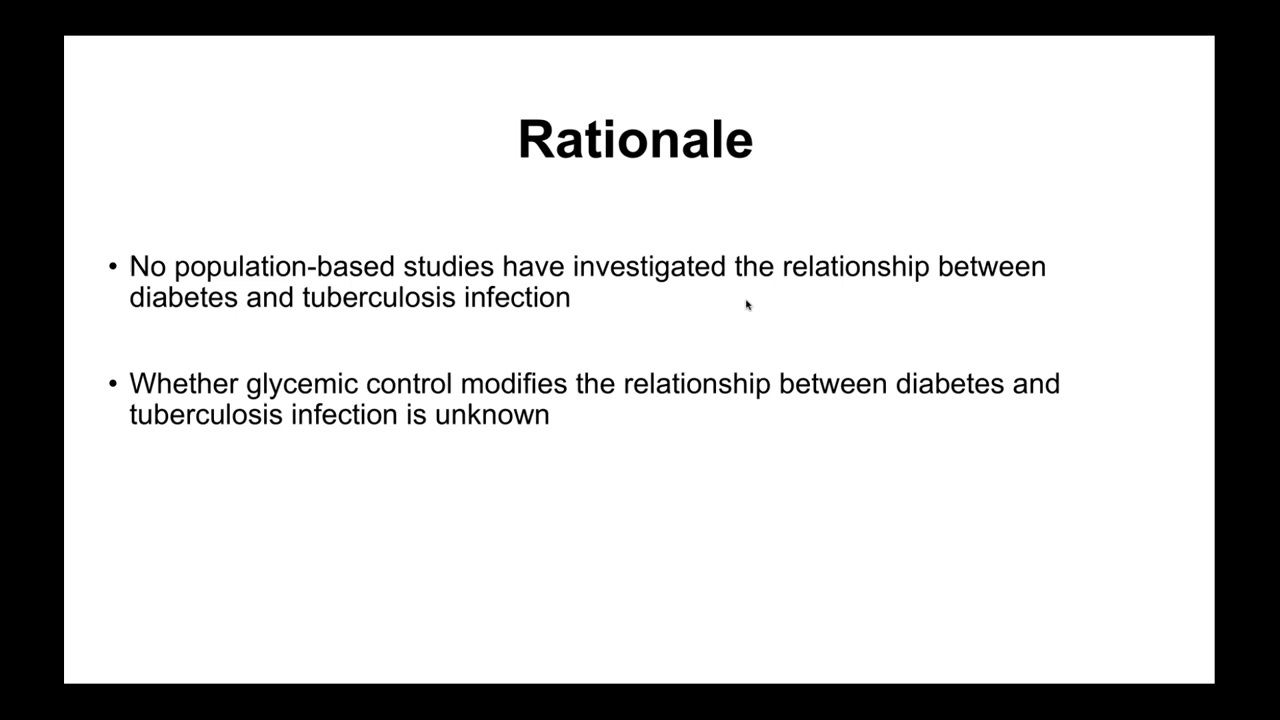 Rationale
• No population-based studies have investigated the relationship between
diabetes and tuberculosis infection
• Whether glycemic control modifies the relationship between diabetes and
tuberculosis infection is unknown